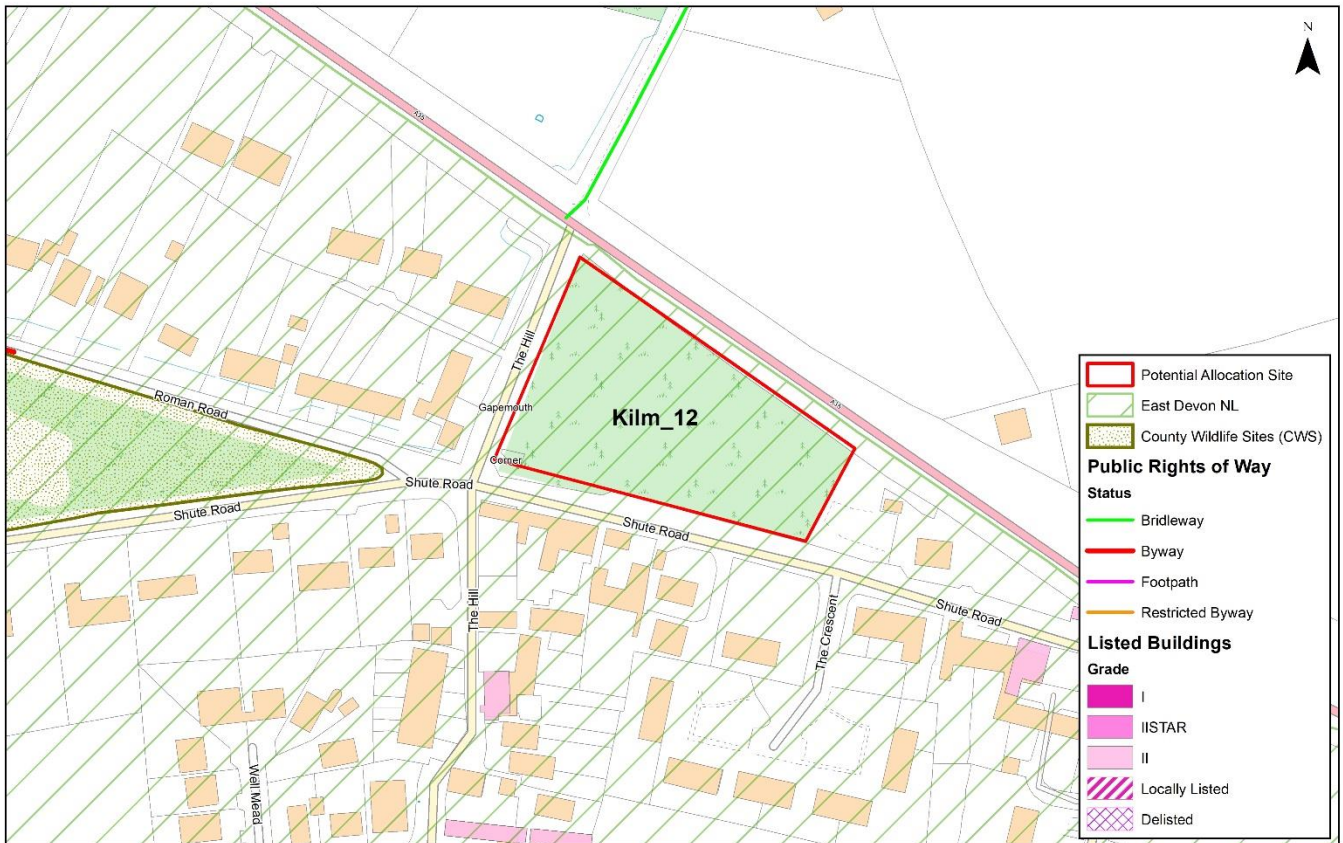 N
A35
D
The Hill
Roman Road
Gapemouth
Corner
Kilm_12
A35
Shute Road
Shute Road
Shute Road
The Hill
The Crescent
Shute Road
Well Mead
Potential Allocation Site
East Devon NL
County Wildlife Sites (CWS)
Public Rights of Way
Status
Bridleway
Byway
Footpath
Restricted Byway
Listed Buildings
Grade
I
IISTAR
II
Locally Listed
Delisted